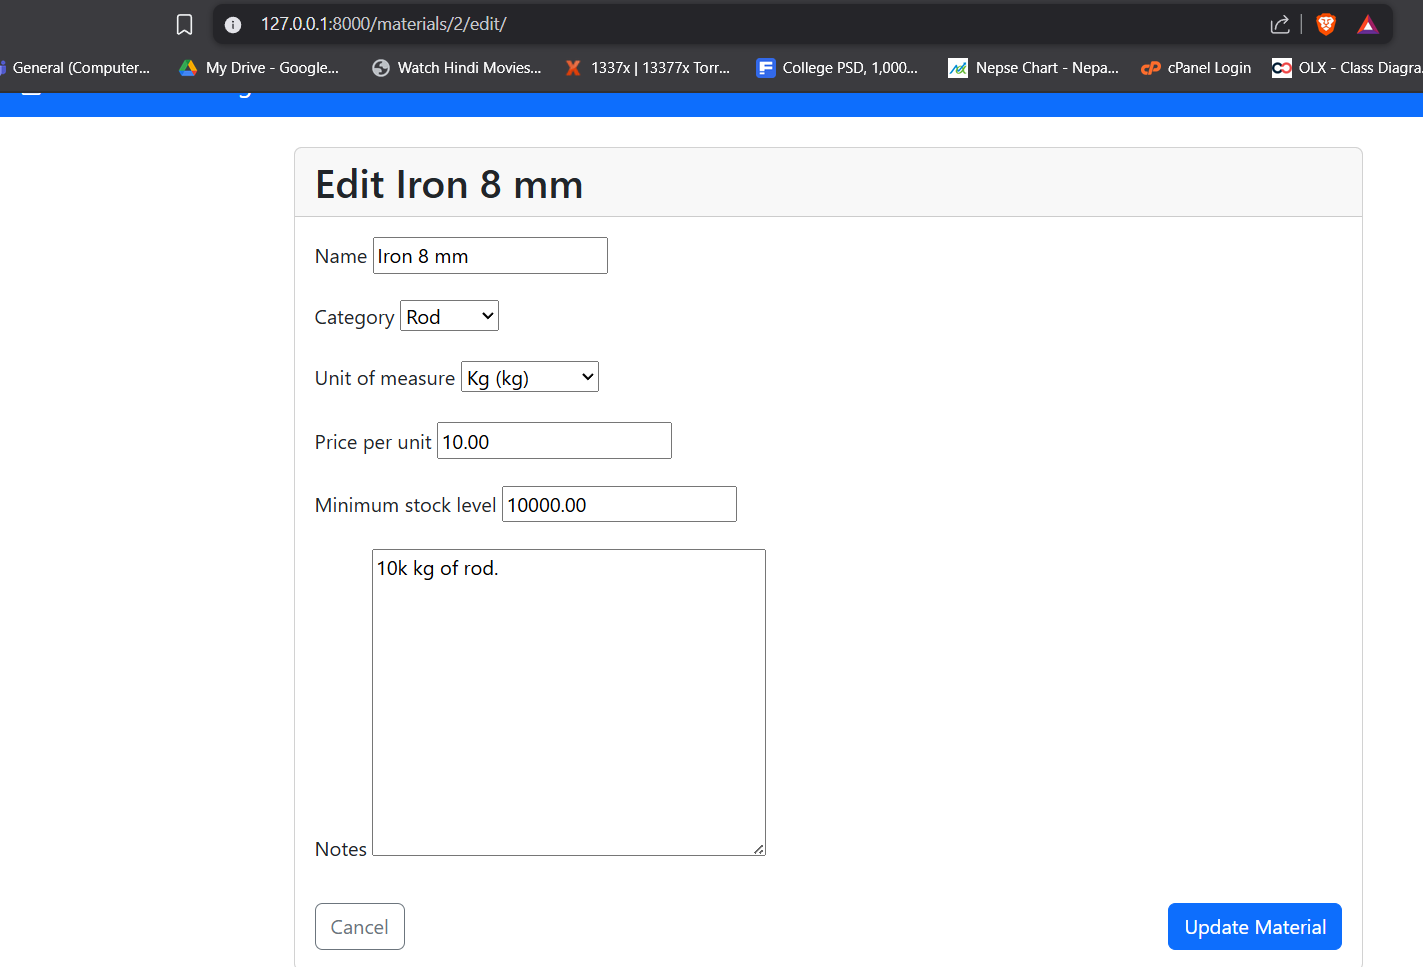 127.0.0.1:8000/materials/2/edit/
General (Computer... My Drive - Google... Watch Hindi Movies... 1337x | 13377x Torr... College PSD, 1,000... Nepse Chart - Nepa... cPanel Login OLX - Class Diagra
Edit Iron 8 mm
Name Iron 8 mm
Category Rod
Unit of measure Kg (kg)
Price per unit 10.00
Minimum stock level 10000.00
10k kg of rod.
Notes
Cancel Update Material